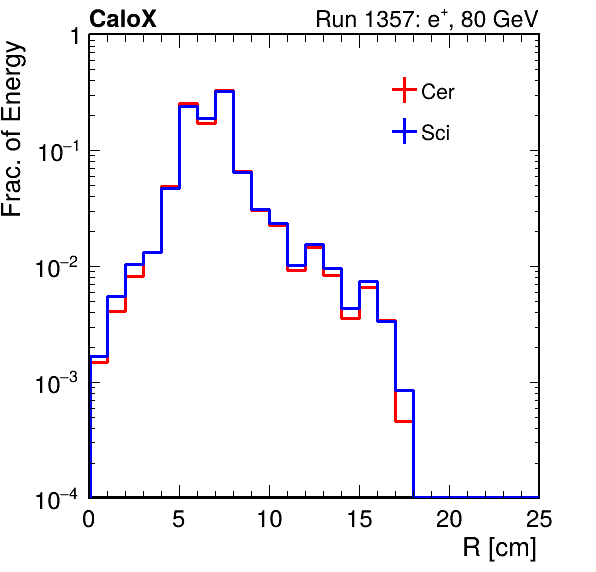 CaloX Run 1357: e⁺, 80 GeV
Frac. of Energy
1
10⁻¹
10⁻²
10⁻³
10⁻⁴
Cer
Sci
0 5 10 15 20 25
R [cm]